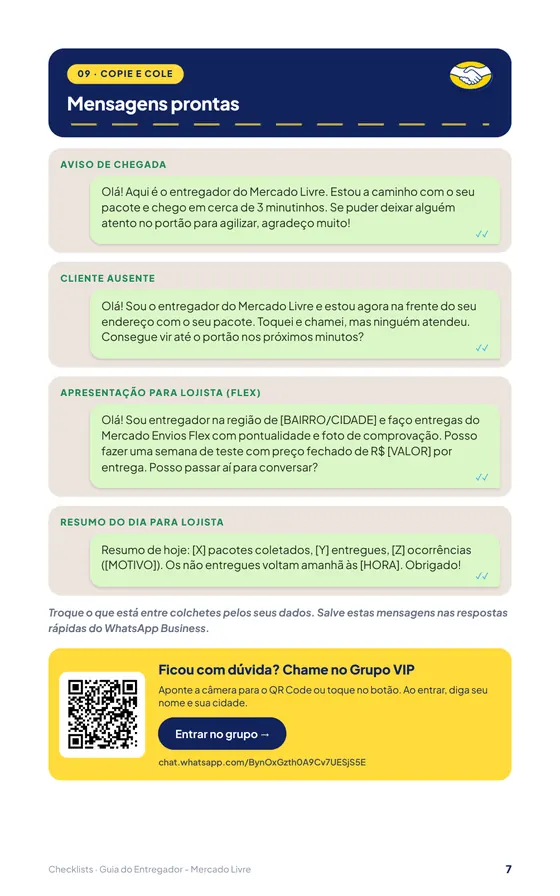 09 · COPIE E COLE
Mensagens prontas
AVISO DE CHEGADA
Olá! Aqui é o entregador do Mercado Livre. Estou a caminho com o seu
pacote e chego em cerca de 3 minutinhos. Se puder deixar alguém
atento no portão para agilizar, agradeço muito!
CLIENTE AUSENTE
Olá! Sou o entregador do Mercado Livre e estou agora na frente do seu
endereço com o seu pacote. Toquei e chamei, mas ninguém atendeu.
Consegue vir até o portão nos próximos minutos?
APRESENTAÇÃO PARA LOJISTA (FLEX)
Olá! Sou entregador na região de [BAIRRO/CIDADE] e faço entregas do
Mercado Envios Flex com pontualidade e foto de comprovação. Posso
fazer uma semana de teste com preço fechado de R$ [VALOR] por
entrega. Posso passar aí para conversar?
RESUMO DO DIA PARA LOJISTA
Resumo de hoje: [X] pacotes coletados, [Y] entregues, [Z] ocorrências
([MOTIVO]). Os não entregues voltam amanhã às [HORA]. Obrigado!
Troque o que está entre colchetes pelos seus dados. Salve estas mensagens nas respostas
rápidas do WhatsApp Business.
Ficou com dúvida? Chame no Grupo VIP
Aponte a câmera para o QR Code ou toque no botão. Ao entrar, diga seu
nome e sua cidade.
Entrar no grupo →
chat.whatsapp.com/BynOxGzth0A9Cv7UESjS5E
Checklists · Guia do Entregador - Mercado Livre
7